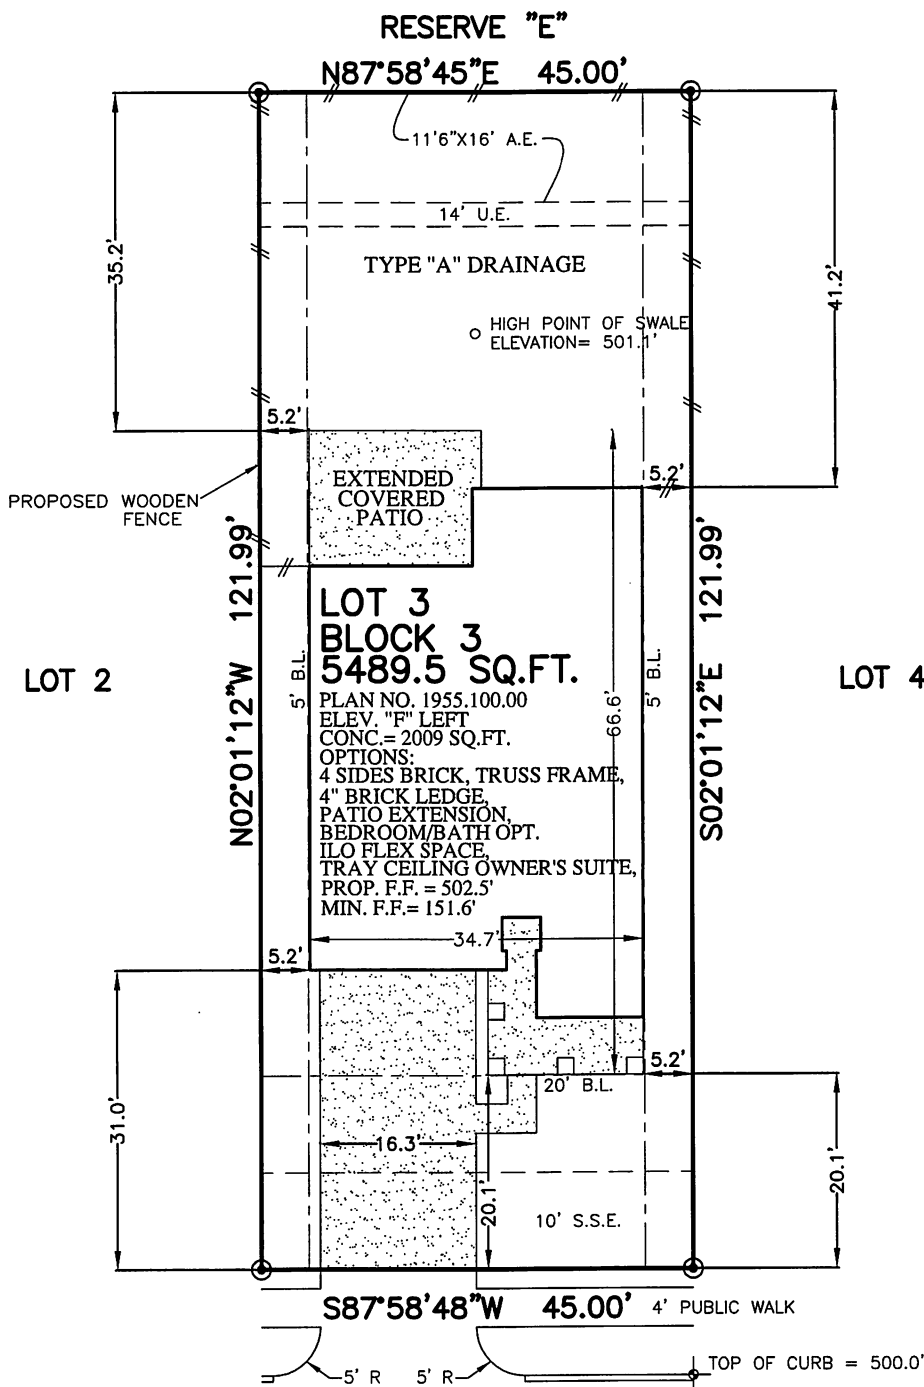 RESERVE "E"
N87°58'45"E 45.00'
11'6"X16' A.E.
14' U.E.
35.2'
TYPE "A" DRAINAGE
41.2'
HIGH POINT OF SWALE
ELEVATION= 501.1'
5.2'
EXTENDED
COVERED
PATIO
5.2'
PROPOSED WOODEN
FENCE
N02°01'12"W 121.99'
S02°01'12"E 121.99'
LOT 3
BLOCK 3
5489.5 SQ.FT.
LOT 2
LOT 4
5' B.L.
5' B.L.
66.6'
PLAN NO. 1955.100.00
ELEV. "F" LEFT
CONC.= 2009 SQ.FT.
OPTIONS:
4 SIDES BRICK, TRUSS FRAME,
4" BRICK LEDGE,
PATIO EXTENSION,
BEDROOM/BATH OPT.
ILO FLEX SPACE,
TRAY CEILING OWNER'S SUITE,
PROP. F.F. = 502.5'
MIN. F.F.= 151.6'
34.7'
5.2'
5.2'
20' B.L.
31.0'
16.3'
20.1'
20.1'
10' S.S.E.
S87°58'48"W 45.00'
4' PUBLIC WALK
5' R
5' R
TOP OF CURB = 500.0'